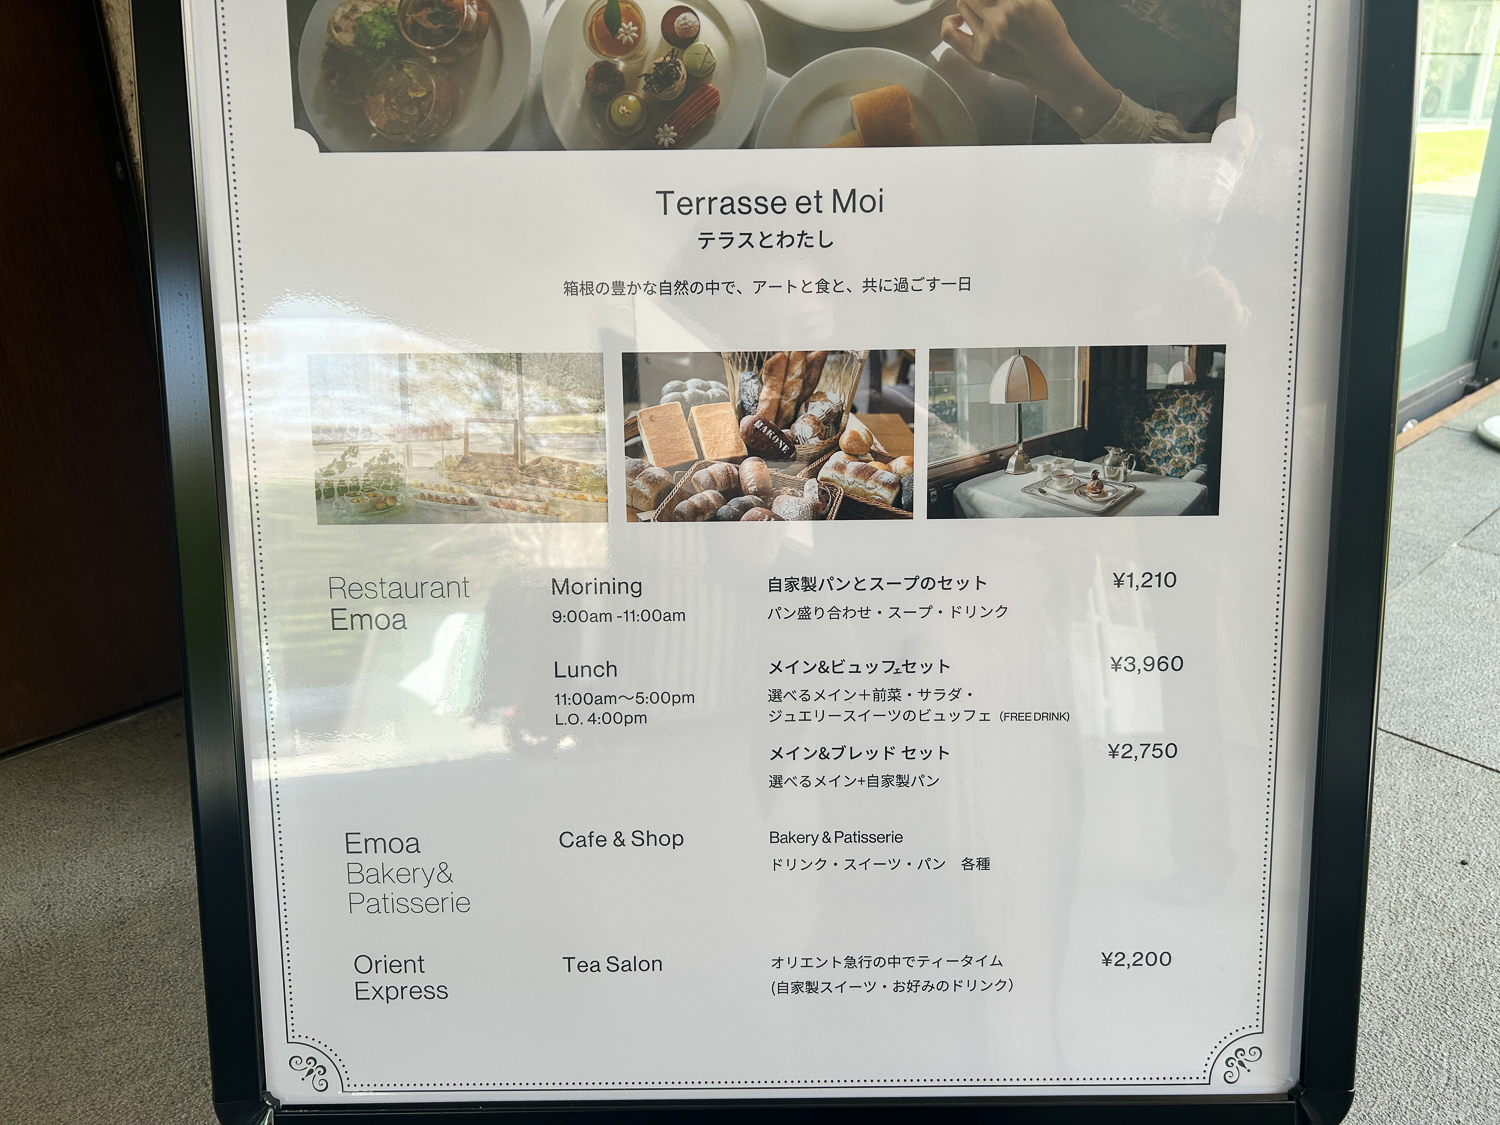 Terrasse et Moi
テラスとわたし
箱根の豊かな自然の中で、アートと食と、共に過ごす一日
HAKONE
Restaurant
Emoa
Morining
9:00am -11:00am
自家製パンとスープのセット
¥1,210
パン盛り合わせ・スープ・ドリンク
Lunch
11:00am〜5:00pm
L.O. 4:00pm
メイン&ビュッフェセット
¥3,960
選べるメイン＋前菜・サラダ・
ジュエリースイーツのビュッフェ（FREE DRINK)
メイン&ブレッド セット
¥2,750
選べるメイン+自家製パン
Emoa
Bakery&
Patisserie
Cafe & Shop
Bakery & Patisserie
ドリンク・スイーツ・パン　各種
Orient
Express
Tea Salon
オリエント急行の中でティータイム
¥2,200
(自家製スイーツ・お好みのドリンク）